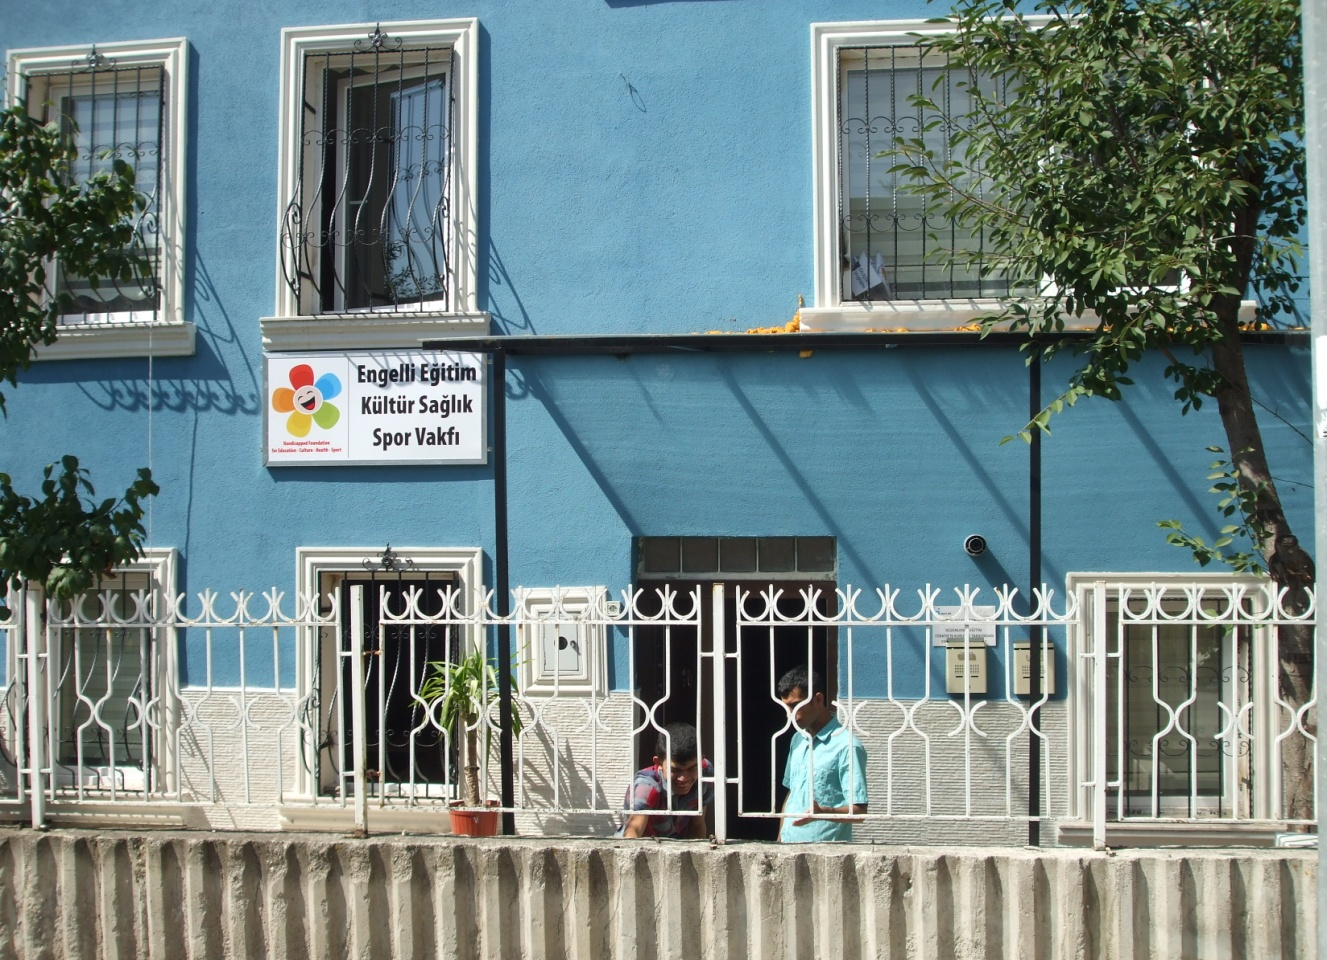 Engelli Eğitim
Kültür Sağlık
Spor Vakfı
Handicapped Foundation
for Education - Culture - Health - Sport